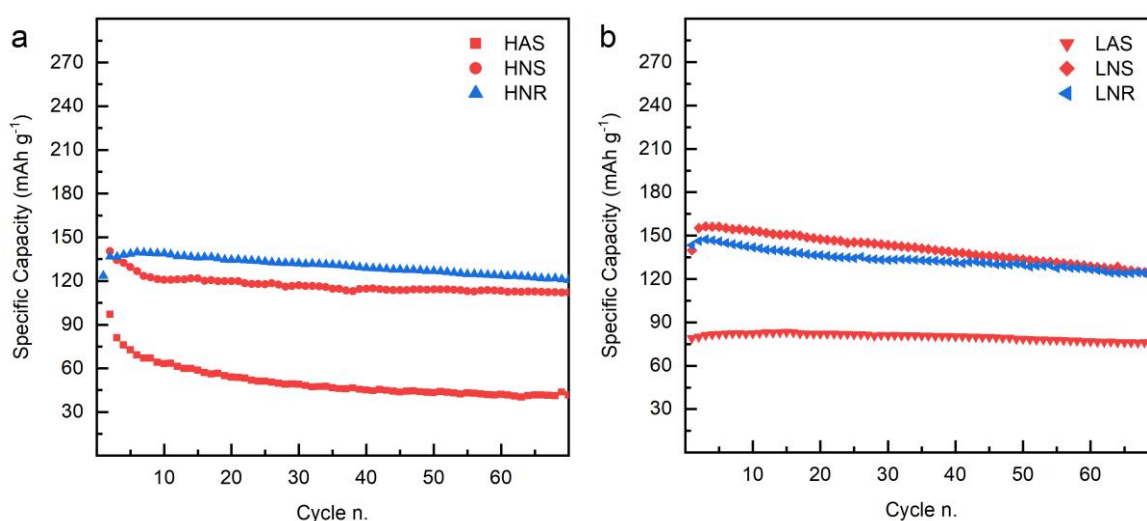 a
HAS
HNS
HNR
270
240
210
180
150
120
90
60
30
10 20 30 40 50 60
Specific Capacity (mAh g⁻¹)
Cycle n.
b
LAS
LNS
LNR
270
240
210
180
150
120
90
60
30
10 20 30 40 50 60
Specific Capacity (mAh g⁻¹)
Cycle n.